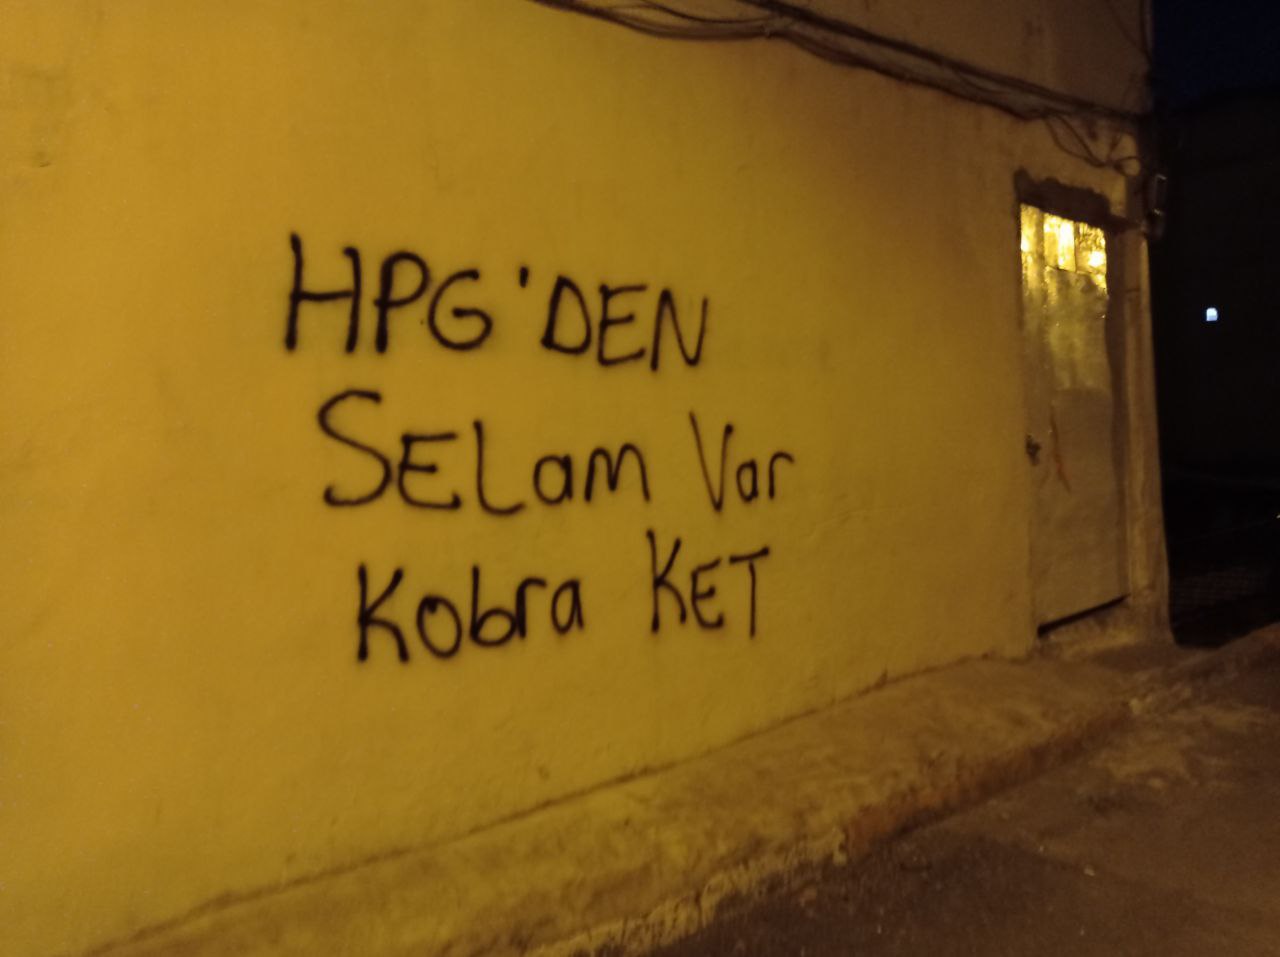 HPG'DEN
SELam Var
Kobra KET